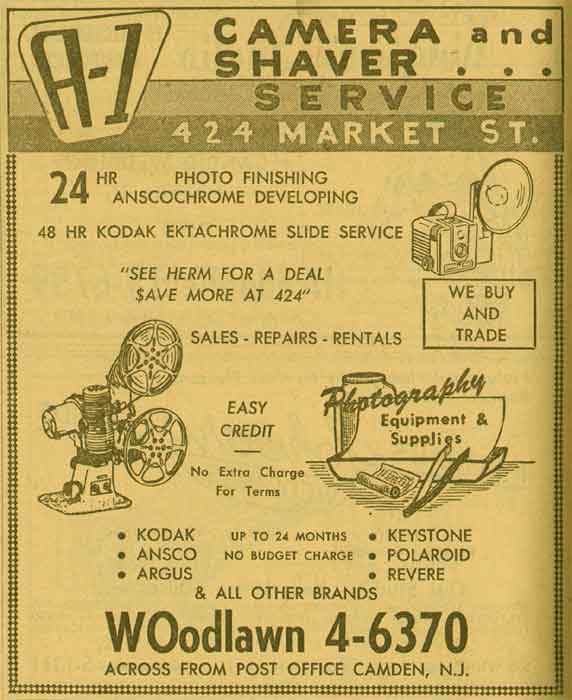 A-1
CAMERA and
SHAVER . . .
SERVICE
424 MARKET ST.
24 HR PHOTO FINISHING
ANSCOCHROME DEVELOPING
48 HR KODAK EKTACHROME SLIDE SERVICE
"SEE HERM FOR A DEAL
$AVE MORE AT 424"
WE BUY
AND
TRADE
SALES - REPAIRS - RENTALS
EASY
CREDIT
No Extra Charge
For Terms
Photography
Equipment &
Supplies
• KODAK UP TO 24 MONTHS • KEYSTONE
• ANSCO NO BUDGET CHARGE • POLAROID
• ARGUS • REVERE
& ALL OTHER BRANDS
WOodlawn 4-6370
ACROSS FROM POST OFFICE CAMDEN, N.J.